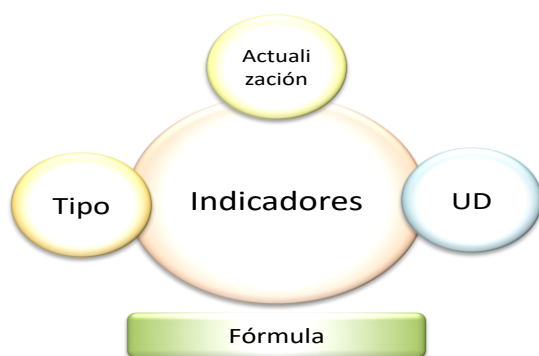 Actuali
zación
Tipo
Indicadores
UD
Fórmula